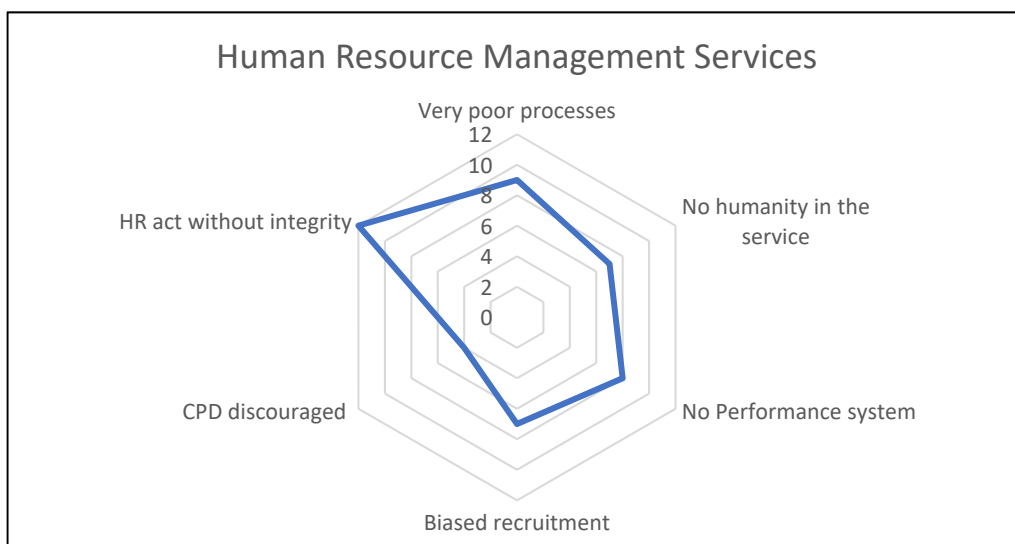 Human Resource Management Services
Very poor processes
12
10
8
6
4
2
0
No humanity in the
service
HR act without integrity
CPD discouraged
No Performance system
Biased recruitment